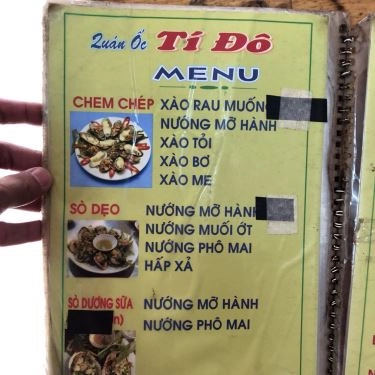 Quán Ốc Tí Đô
MENU
CHEM CHÉP XÀO RAU MUỐNG
NƯỚNG MỠ HÀNH
XÀO TỎI
XÀO BƠ
XÀO ME
SÒ DẸO NƯỚNG MỠ HÀNH
NƯỚNG MUỐI ỚT
NƯỚNG PHÔ MAI
HẤP XẢ
SÒ DƯƠNG SỮA NƯỚNG MỠ HÀNH
NƯỚNG PHÔ MAI